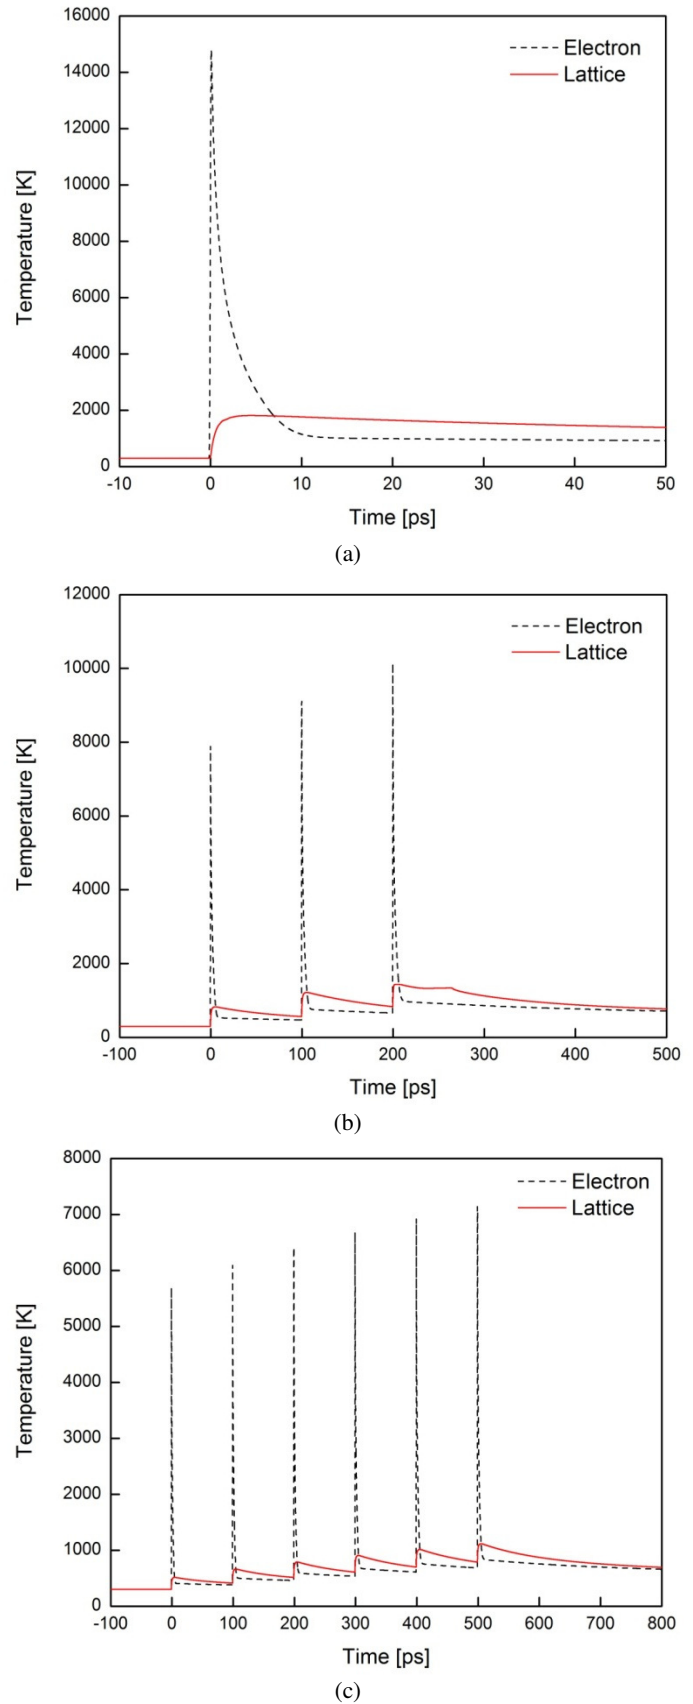 16000
14000
12000
10000
8000
6000
4000
2000
0
Temperature [K]
Electron
Lattice
-10 0 10 20 30 40 50
Time [ps]
(a)
12000
10000
8000
6000
4000
2000
0
Temperature [K]
Electron
Lattice
-100 0 100 200 300 400 500
Time [ps]
(b)
8000
7000
6000
5000
4000
3000
2000
1000
0
Temperature [K]
Electron
Lattice
-100 0 100 200 300 400 500 600 700 800
Time [ps]
(c)